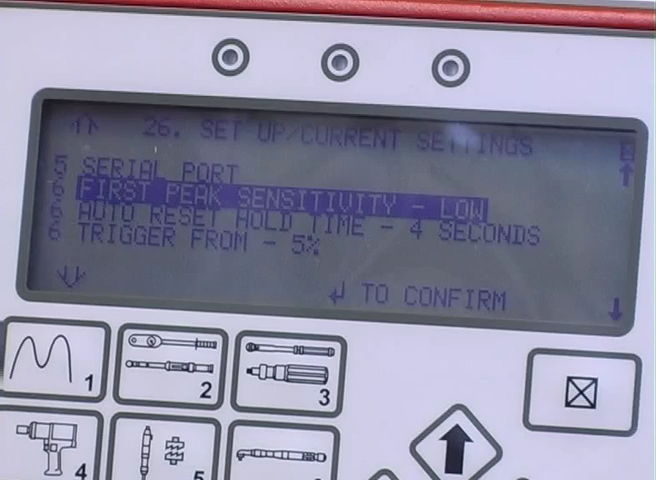 26. SET UP/CURRENT SETTINGS
5 SERIAL PORT
6 FIRST PEAK SENSITIVITY - LOW
6 AUTO RESET HOLD TIME - 4 SECONDS
6 TRIGGER FROM - 5%
↲ TO CONFIRM
1
2
3
4
5